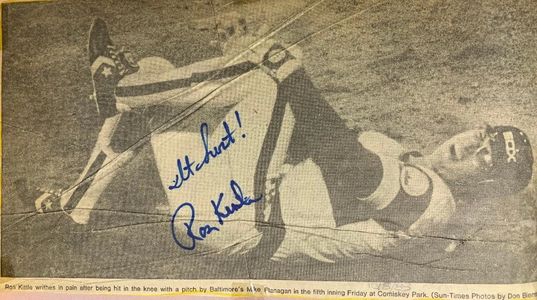 SOX
It hurt!
Ron Kittle
Ron Kittle writhes in pain after being hit in the knee with a pitch by Baltimore's Mike Flanagan in the fifth inning Friday at Comiskey Park. (Sun-Times Photos by Don